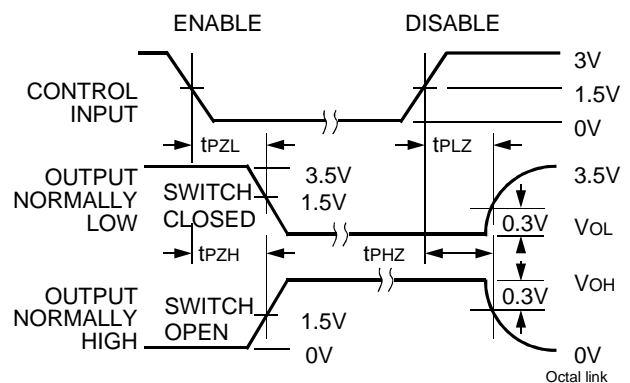 ENABLE
DISABLE
CONTROL
INPUT
3V
1.5V
0V
tPZL
tPLZ
OUTPUT
NORMALLY
LOW
SWITCH
CLOSED
3.5V
1.5V
3.5V
0.3V
VOL
tPZH
tPHZ
OUTPUT
NORMALLY
HIGH
SWITCH
OPEN
1.5V
0V
VOH
0.3V
0V
Octal link